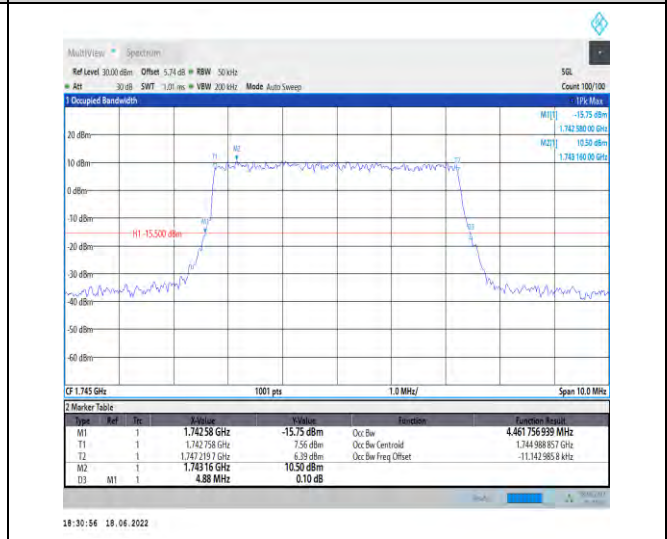 MultiView Spectrum
Ref Level 30.00 dBm Offset 5.74 dB RBW 50 kHz SGL
Att 30 dB SWT 1.01 ms VBW 200 kHz Mode Auto Sweep Count 100/100
1 Occupied Bandwidth 1Pk Max
M1[1] -15.75 dBm
1.742 580 00 GHz
M2[1] 10.50 dBm
1.743 160 00 GHz
20 dBm
T1 M2 T2
10 dBm
0 dBm
-10 dBm
M1
H1 -15.500 dBm D3
-20 dBm
-30 dBm
-40 dBm
-50 dBm
-60 dBm
CF 1.745 GHz 1001 pts 1.0 MHz/ Span 10.0 MHz
2 Marker Table
Type Ref Trc X-Value Y-Value Function Function Result
M1 1 1.742 58 GHz -15.75 dBm Occ Bw 4.461 756 939 MHz
T1 1 1.742 758 GHz 7.56 dBm Occ Bw Centroid 1.744 988 857 GHz
T2 1 1.747 219 7 GHz 6.39 dBm Occ Bw Freq Offset -11.142 985 8 kHz
M2 1 1.743 16 GHz 10.50 dBm
D3 M1 1 4.88 MHz 0.10 dB
18:30:56 18.06.2022